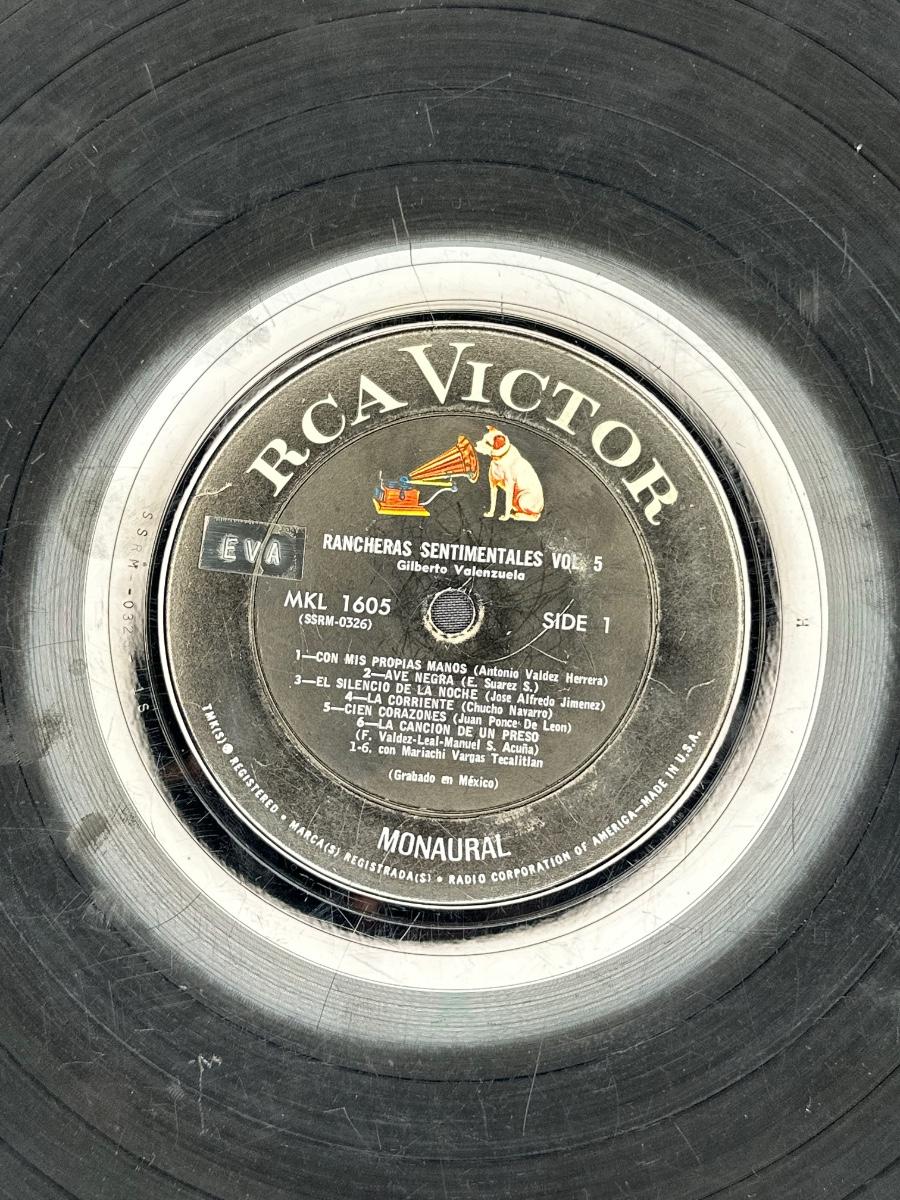 RCA VICTOR
EVA
RANCHERAS SENTIMENTALES VOL. 5
Gilberto Valenzuela
MKL 1605
(SSRM-0326)
SIDE 1
1—CON MIS PROPIAS MANOS (Antonio Valdez Herrera)
2—AVE NEGRA (E. Suarez S.)
3—EL SILENCIO DE LA NOCHE (Jose Alfredo Jimenez)
4—LA CORRIENTE (Chucho Navarro)
5—CIEN CORAZONES (Juan Ponce De Leon)
6—LA CANCION DE UN PRESO
(F. Valdez-Leal-Manuel S. Acuña)
1-6. con Mariachi Vargas Tecalitlan
(Grabado en México)
MONAURAL
TMK(S) ® REGISTERED • MARCA(S) REGISTRADA(S) • RADIO CORPORATION OF AMERICA—MADE IN U.S.A.
H